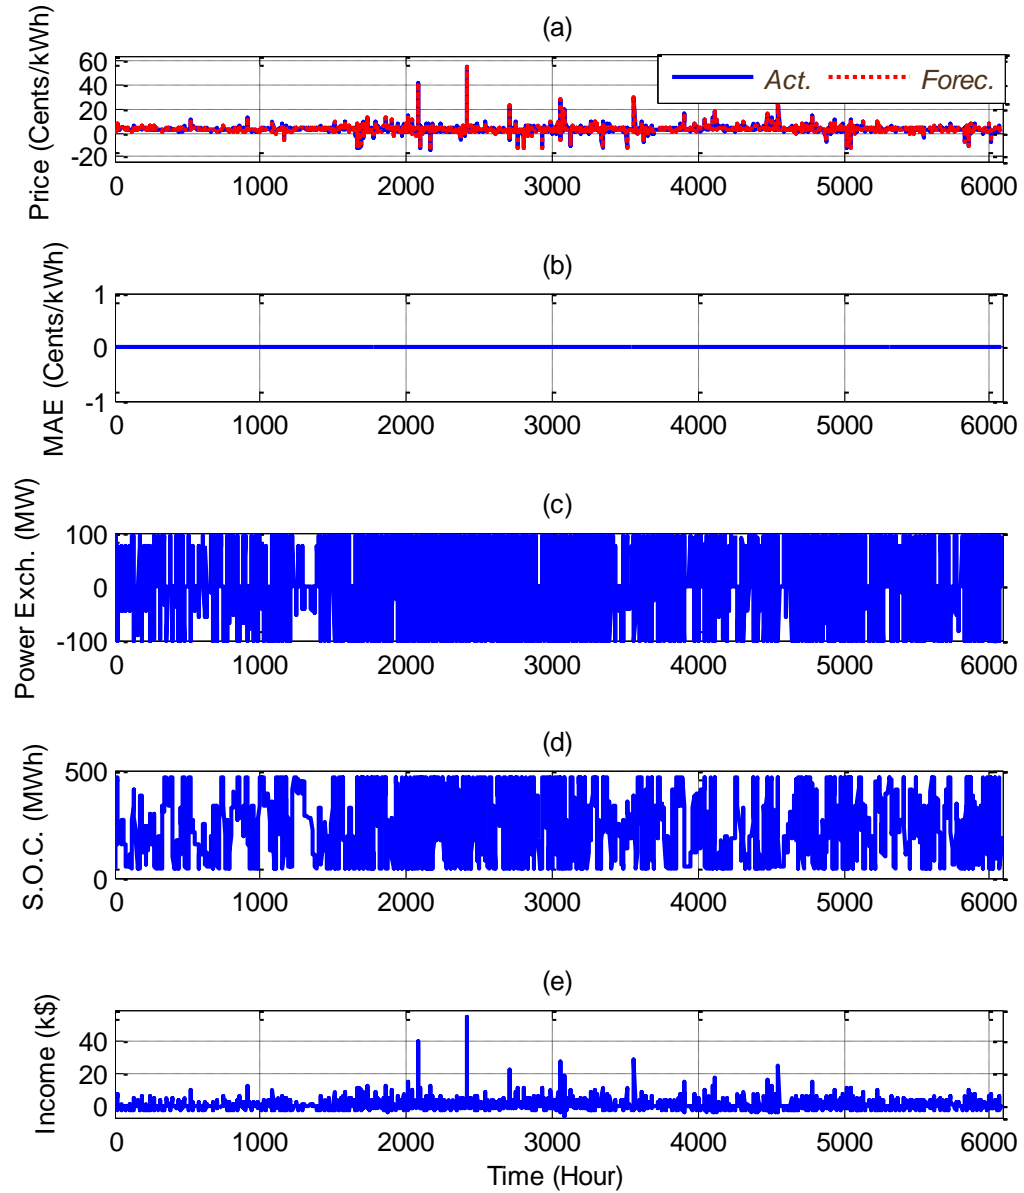 (a)
Price (Cents/kWh)
60
40
20
0
-20
Act. Forec.
0 1000 2000 3000 4000 5000 6000
(b)
MAE (Cents/kWh)
1
0
-1
0 1000 2000 3000 4000 5000 6000
(c)
Power Exch. (MW)
100
0
-100
0 1000 2000 3000 4000 5000 6000
(d)
S.O.C. (MWh)
500
0
0 1000 2000 3000 4000 5000 6000
(e)
Income (k$)
40
20
0
0 1000 2000 3000 4000 5000 6000
Time (Hour)